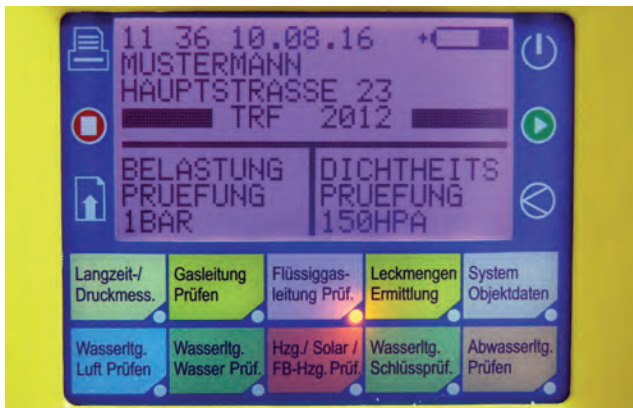 11 36 10.08.16
MUSTERMANN
HAUPTSTRASSE 23
TRF 2012
BELASTUNG
PRUEFUNG
1BAR
DICHTHEITS
PRUEFUNG
150HPA
Langzeit-/
Druckmess.
Gasleitung
Prüfen
Flüssiggas-
leitung Prüf.
Leckmengen
Ermittlung
System
Objektdaten
Wasserltg.
Luft Prüfen
Wasserltg.
Wasser Prüf.
Hzg./ Solar /
FB-Hzg. Prüf.
Wasserltg.
Schlüssprüf.
Abwasserltg.
Prüfen